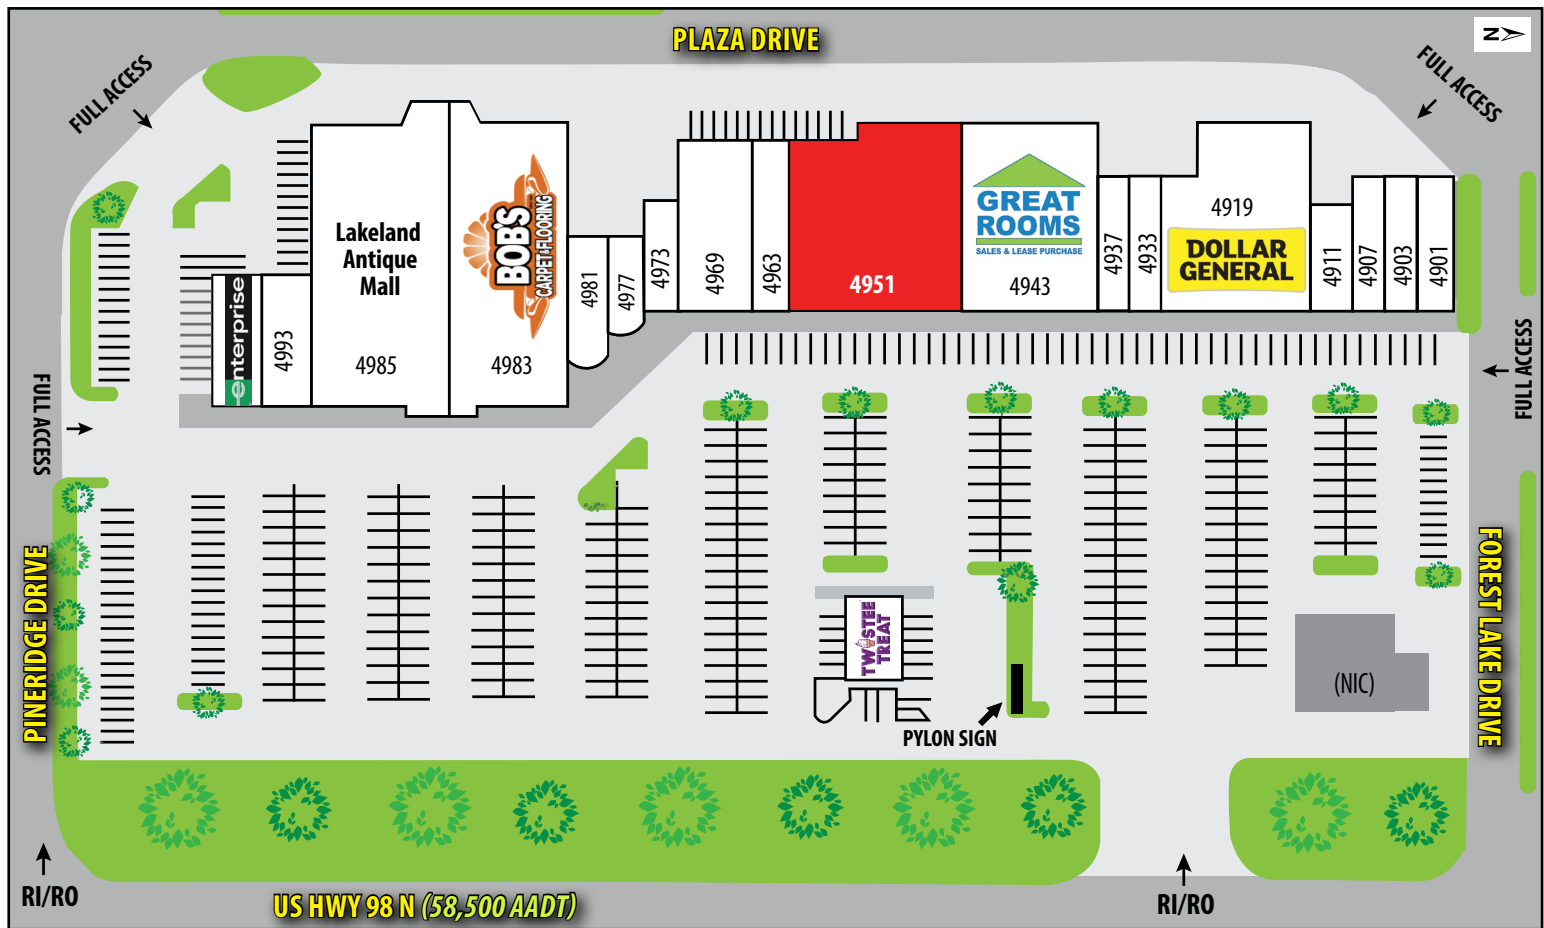 PLAZA DRIVE
N
FULL ACCESS
FULL ACCESS
Lakeland
Antique
Mall
4985
BOB'S
CARPET & FLOORING
4983
enterprise
4993
4981
4977
4973
4969
4963
4951
GREAT
ROOMS
SALES & LEASE PURCHASE
4943
4937
4933
4919
DOLLAR
GENERAL
4911
4907
4903
4901
FULL ACCESS
FULL ACCESS
PINERIDGE DRIVE
FOREST LAKE DRIVE
TWISTEE
TREAT
PYLON SIGN
(NIC)
RI/RO
US HWY 98 N (58,500 AADT)
RI/RO